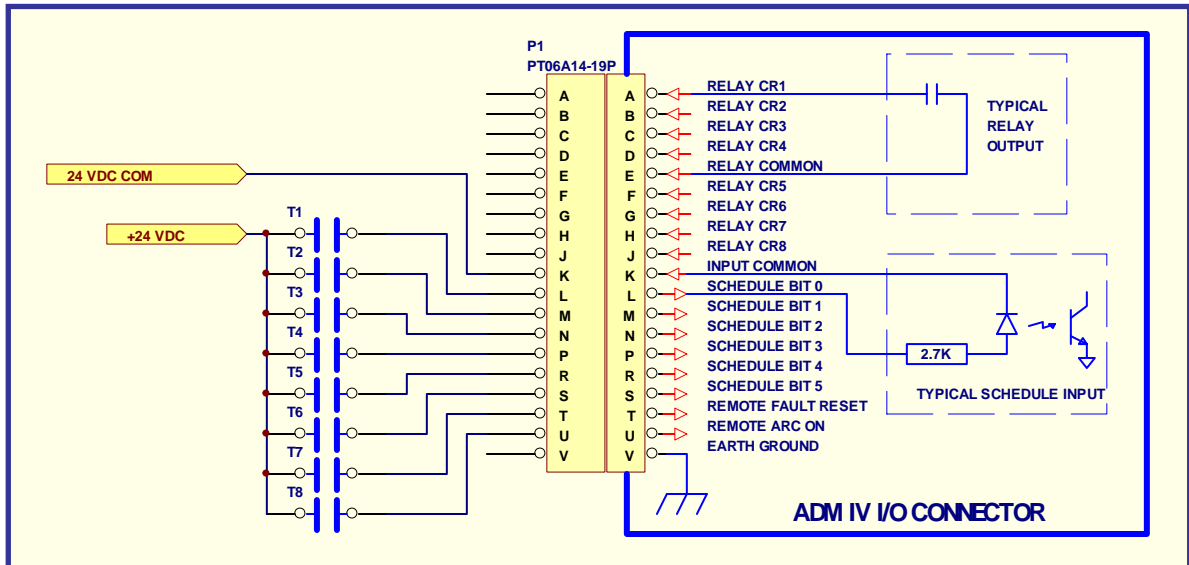 P1
PT06A14-19P
24 VDC COM
+24 VDC
T1
T2
T3
T4
T5
T6
T7
T8
A
B
C
D
E
F
G
H
J
K
L
M
N
P
R
S
T
U
V
A
B
C
D
E
F
G
H
J
K
L
M
N
P
R
S
T
U
V
RELAY CR1
RELAY CR2
RELAY CR3
RELAY CR4
RELAY COMMON
RELAY CR5
RELAY CR6
RELAY CR7
RELAY CR8
INPUT COMMON
SCHEDULE BIT 0
SCHEDULE BIT 1
SCHEDULE BIT 2
SCHEDULE BIT 3
SCHEDULE BIT 4
SCHEDULE BIT 5
REMOTE FAULT RESET
REMOTE ARC ON
EARTH GROUND
TYPICAL
RELAY
OUTPUT
2.7K
TYPICAL SCHEDULE INPUT
ADM IV I/O CONNECTOR